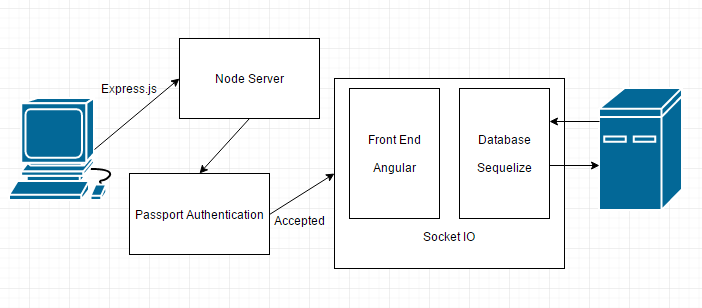 Express.js
Node Server
Passport Authentication
Accepted
Front End
Angular
Database
Sequelize
Socket IO